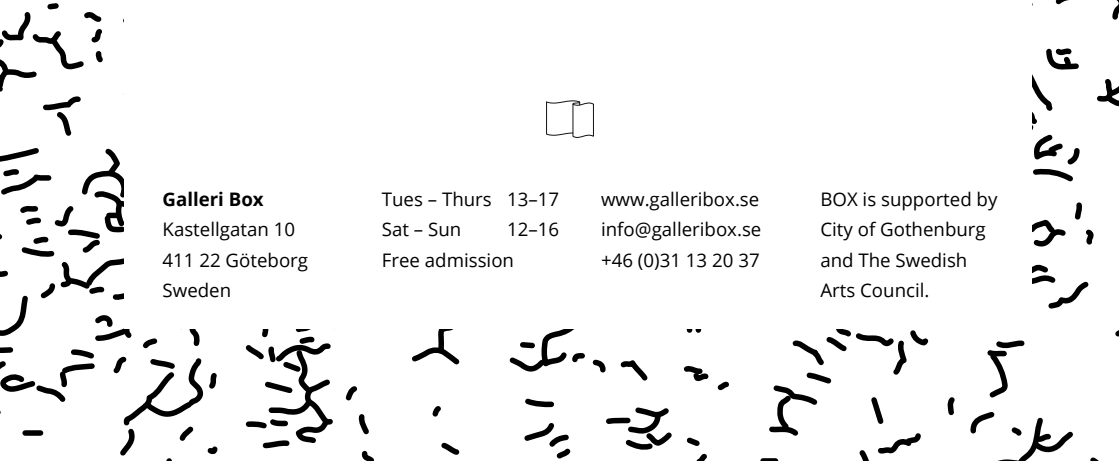 Galleri Box
Kastellgatan 10
411 22 Göteborg
Sweden
Tues – Thurs 13–17
Sat – Sun 12–16
Free admission
www.galleribox.se
info@galleribox.se
+46 (0)31 13 20 37
BOX is supported by
City of Gothenburg
and The Swedish
Arts Council.